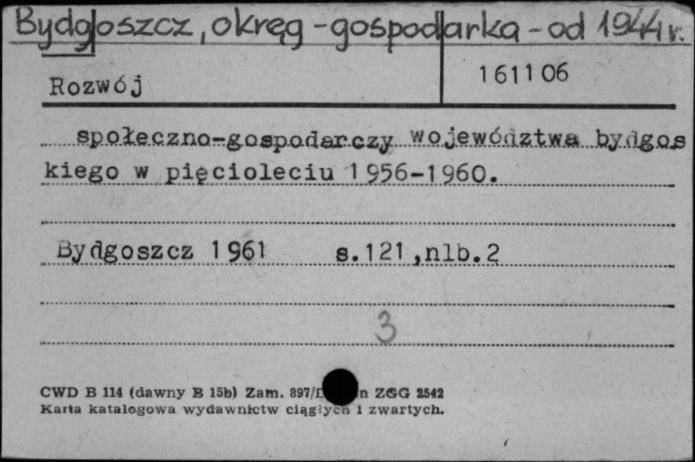 Bydgoszcz, okręg - gospodarka - od 1944 r.
Rozwój 161106
społeczno-gospodarczy województwa bydgos
kiego w pięcioleciu 1956-1960.
Bydgoszcz 1961 s.121,nlb.2
3
CWD B 114 (dawny B 15b) Zam. 897/ n ZGG 2542
Karta katalogowa wydawnictw ciągłych i zwartych.